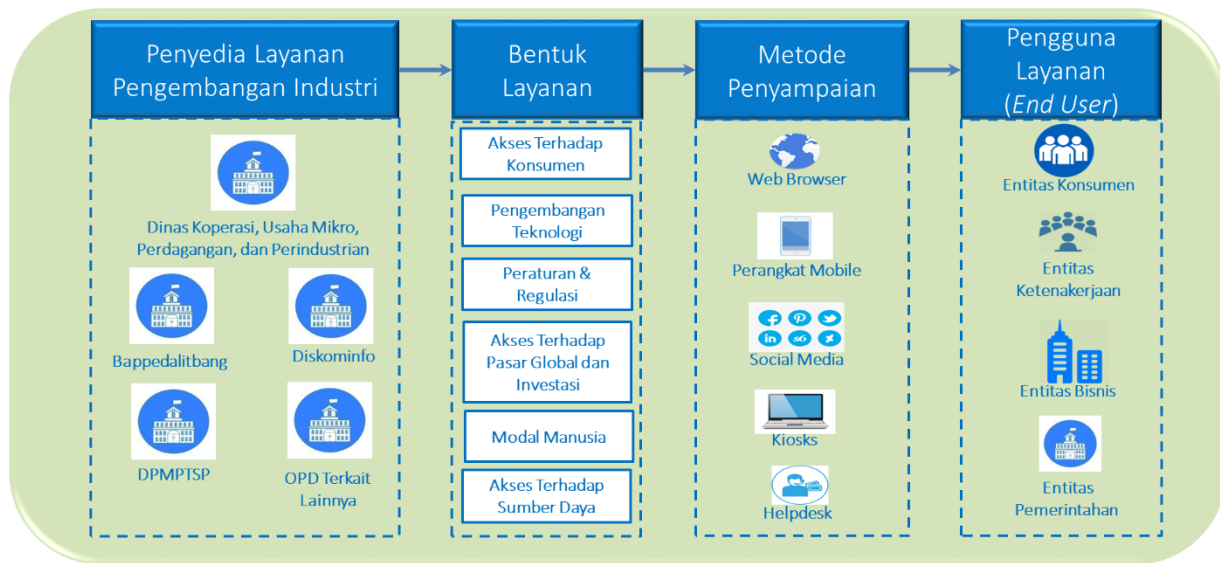 Penyedia Layanan
Pengembangan Industri
Bentuk
Layanan
Metode
Penyampaian
Pengguna
Layanan
(End User)
Dinas Koperasi, Usaha Mikro,
Perdagangan, dan Perindustrian
Bappedalitbang
Diskominfo
DPMPTSP
OPD Terkait
Lainnya
Akses Terhadap
Konsumen
Pengembangan
Teknologi
Peraturan &
Regulasi
Akses Terhadap
Pasar Global dan
Investasi
Modal Manusia
Akses Terhadap
Sumber Daya
Web Browser
Perangkat Mobile
Social Media
Kiosks
Helpdesk
Entitas Konsumen
Entitas
Ketenakerjaan
Entitas Bisnis
Entitas
Pemerintahan